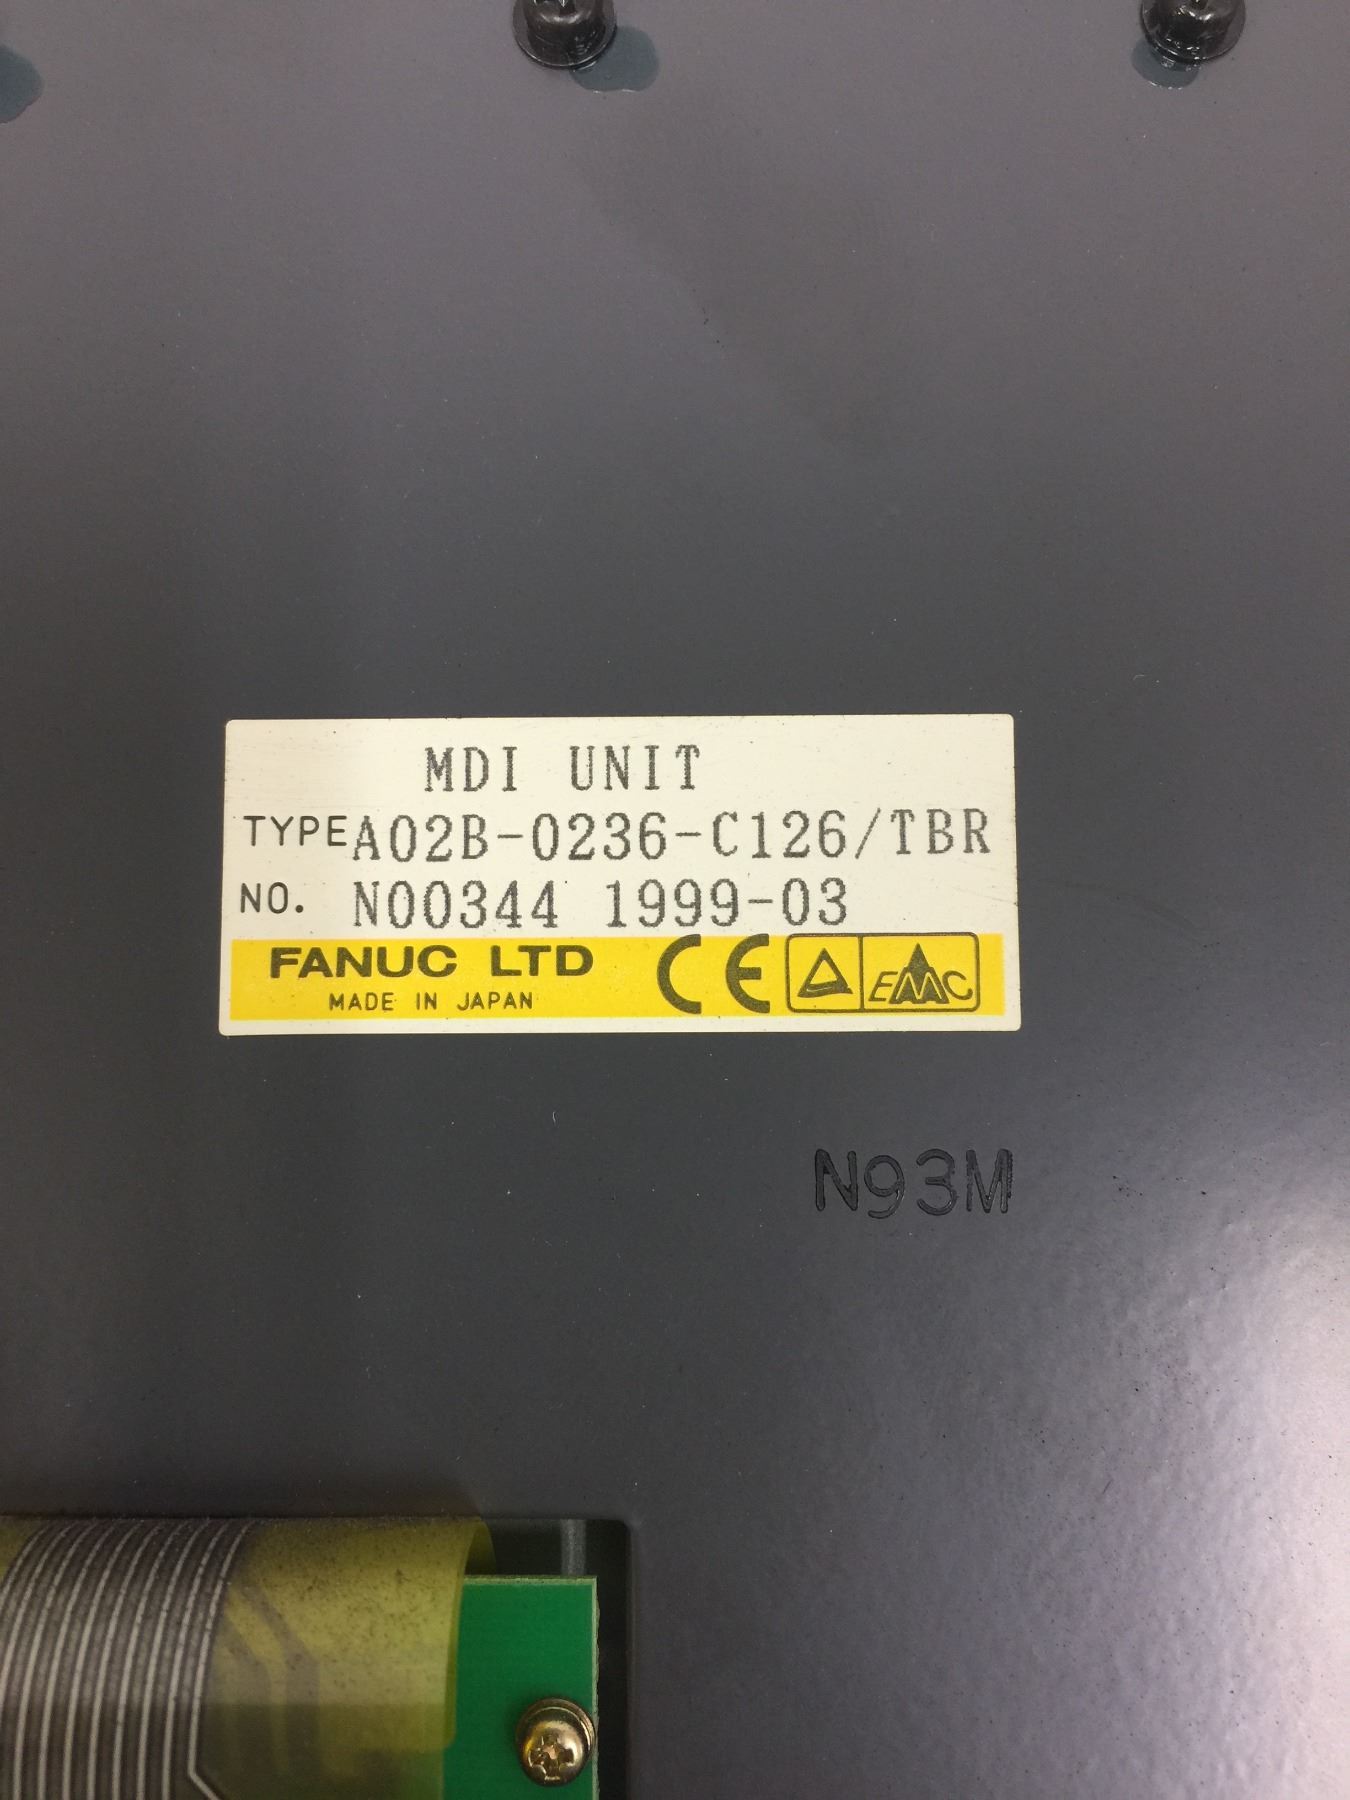 MDI UNIT
TYPE A02B-0236-C126/TBR
NO. N00344 1999-03
FANUC LTD CE EMC
MADE IN JAPAN
N93M